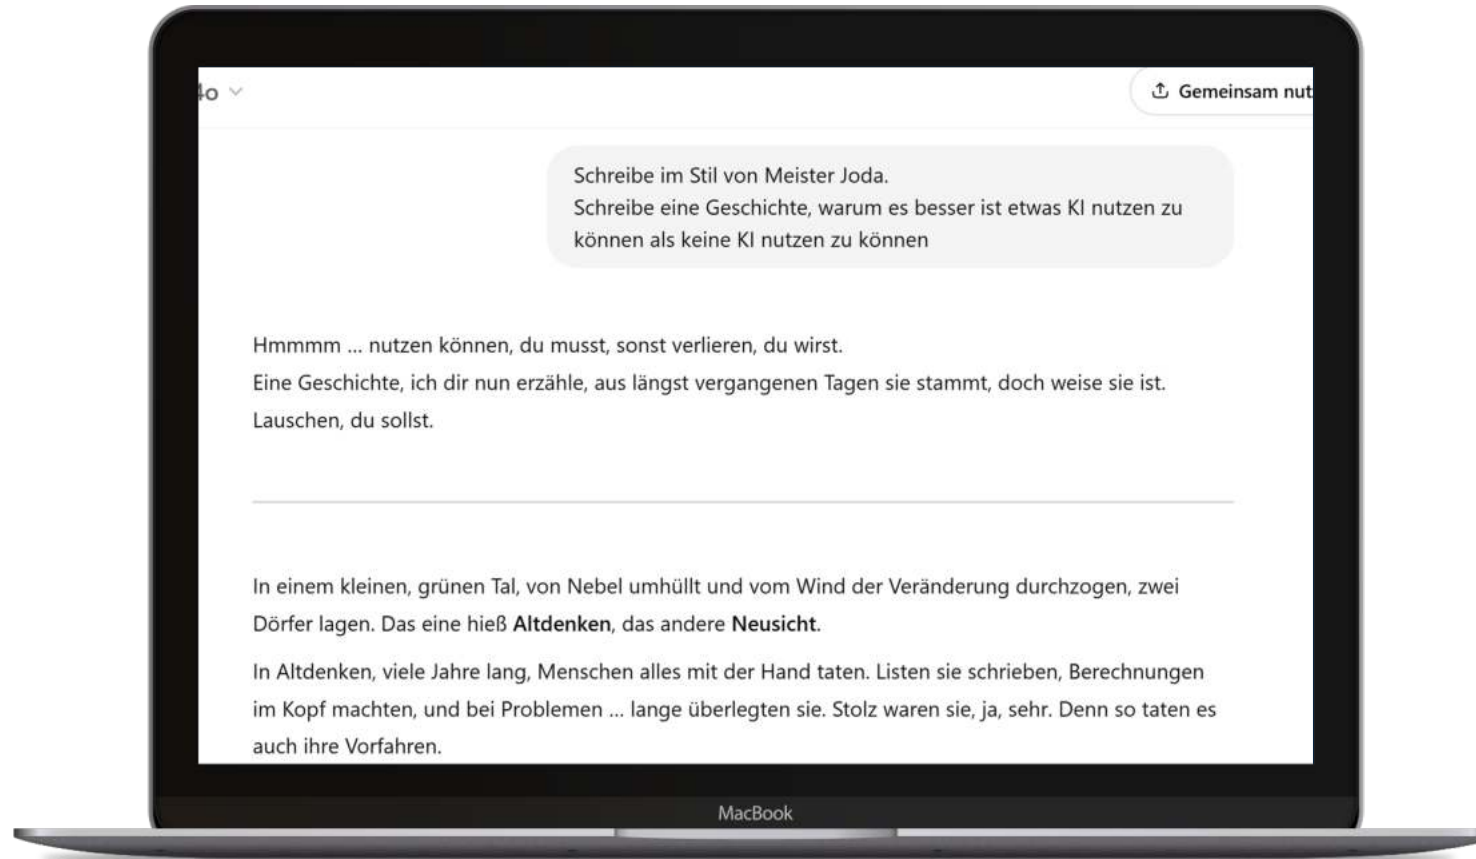 4o
Gemeinsam nut
Schreibe im Stil von Meister Joda.
Schreibe eine Geschichte, warum es besser ist etwas KI nutzen zu
können als keine KI nutzen zu können
Hmmmm ... nutzen können, du musst, sonst verlieren, du wirst.
Eine Geschichte, ich dir nun erzähle, aus längst vergangenen Tagen sie stammt, doch weise sie ist.
Lauschen, du sollst.
In einem kleinen, grünen Tal, von Nebel umhüllt und vom Wind der Veränderung durchzogen, zwei
Dörfer lagen. Das eine hieß Altdenken, das andere Neusicht.
In Altdenken, viele Jahre lang, Menschen alles mit der Hand taten. Listen sie schrieben, Berechnungen
im Kopf machten, und bei Problemen ... lange überlegten sie. Stolz waren sie, ja, sehr. Denn so taten es
auch ihre Vorfahren.
MacBook